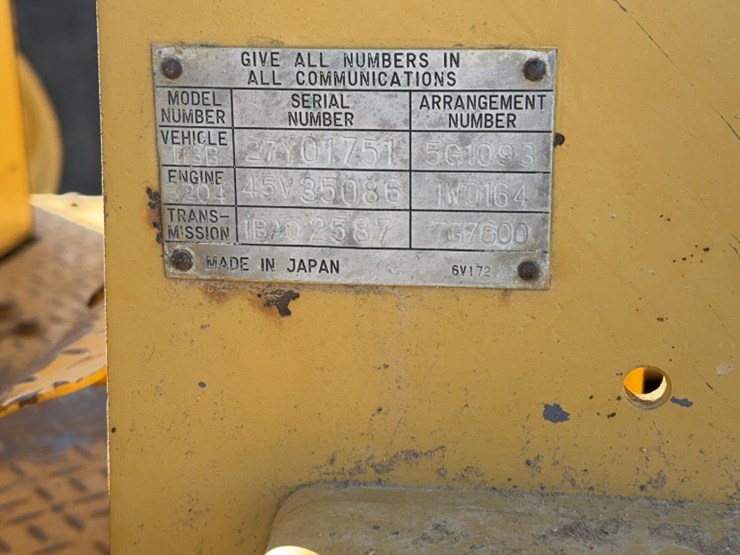 GIVE ALL NUMBERS IN
ALL COMMUNICATIONS
MODEL NUMBER SERIAL NUMBER ARRANGEMENT NUMBER
VEHICLE 27Y01751 5G1093
ENGINE 3204 45V35086 1W0164
TRANS-MISSION 7G7600
MADE IN JAPAN 6V172